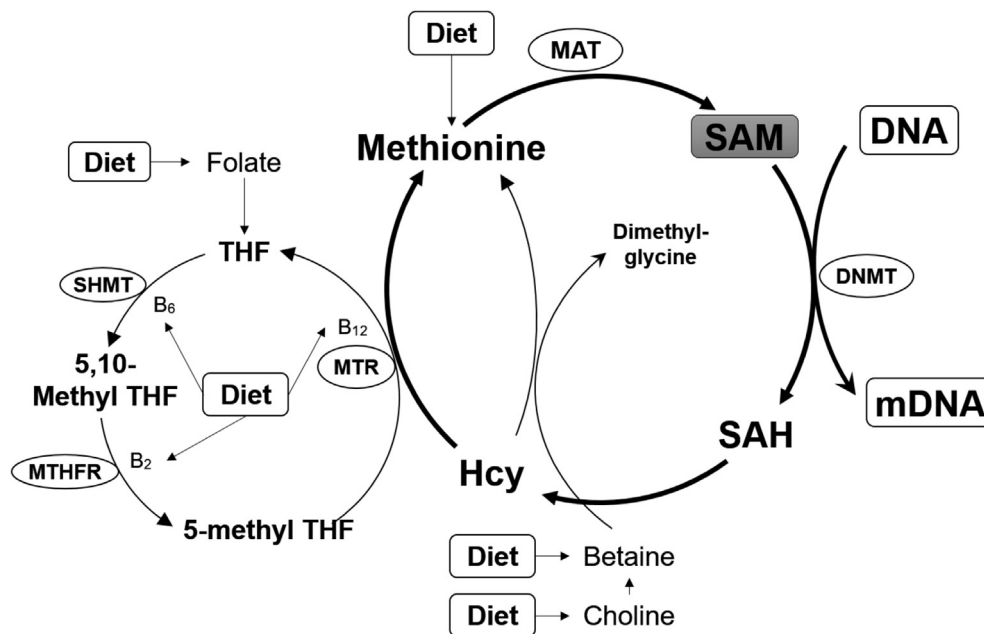 Diet
MAT
Methionine
SAM
DNA
Diet
Folate
THF
Dimethyl-
glycine
SHMT
B₆
B₁₂
DNMT
MTR
5,10-
Methyl THF
Diet
mDNA
SAH
MTHFR
B₂
Hcy
5-methyl THF
Diet
Betaine
Diet
Choline